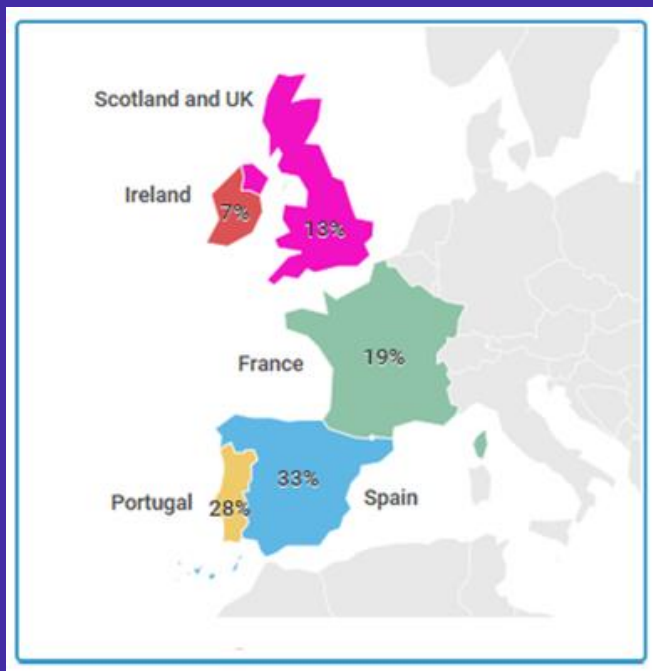 Scotland and UK
Ireland
7%
13%
France
19%
Portugal
28%
33%
Spain